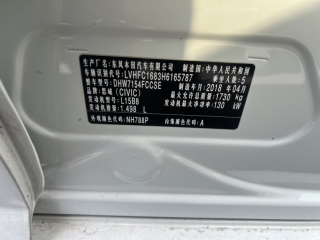 生产厂名：东风本田汽车有限公司 制造国：中华人民共和国
车辆识别代号：LVHFC1683H6165787 乘坐人数：5
车辆型号：DHW7154FCCSE 制造年月：2018 年 04月
车辆品牌：思域（CIVIC） 最大允许总质量：1730 kg
发动机型号：L15B8 发动机最大净功率：130 kW
发动机排量：1.498 L
外观颜色代码：NH788P 内饰颜色代码：A